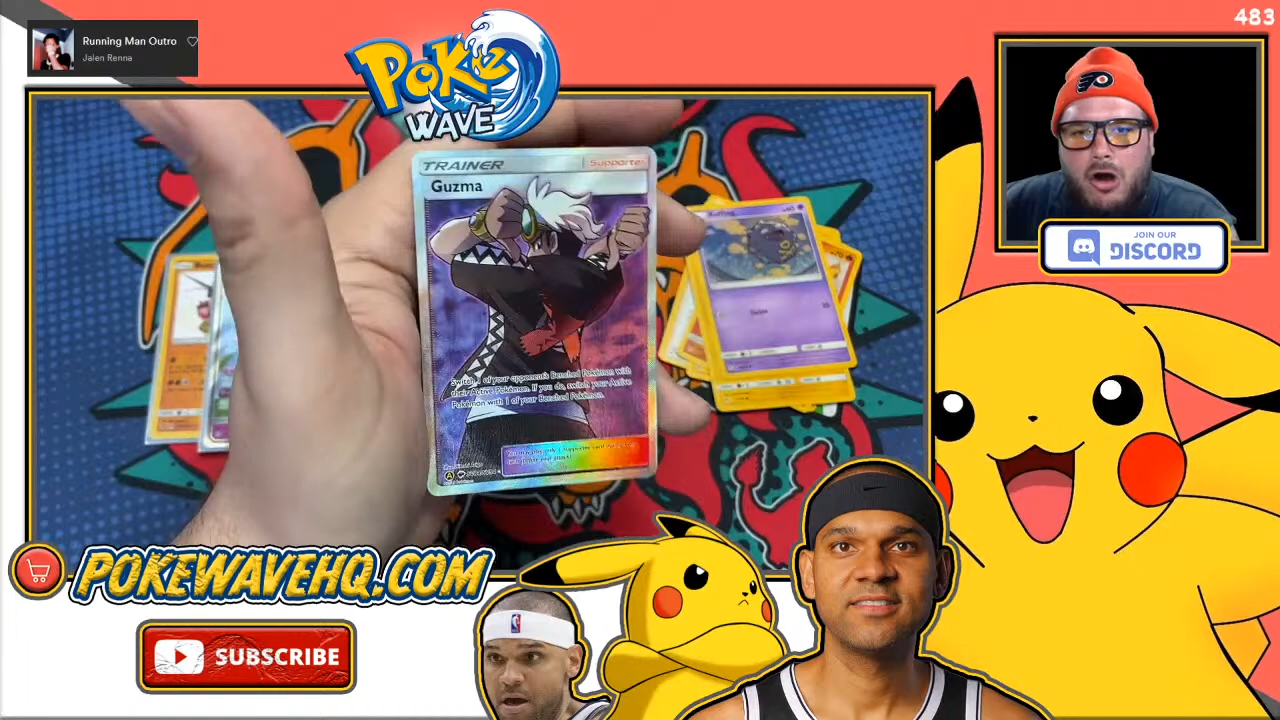 Running Man Outro
Jalen Renna
483
POKé
WAVE
TRAINER
Supporter
Guzma
Switch 1 of your opponent's Benched Pokémon with
their Active Pokémon. If you do, switch your Active
Pokémon with 1 of your Benched Pokémon.
Koffing
JOIN OUR
DISCORD
POKEWAVEHQ.COM
SUBSCRIBE